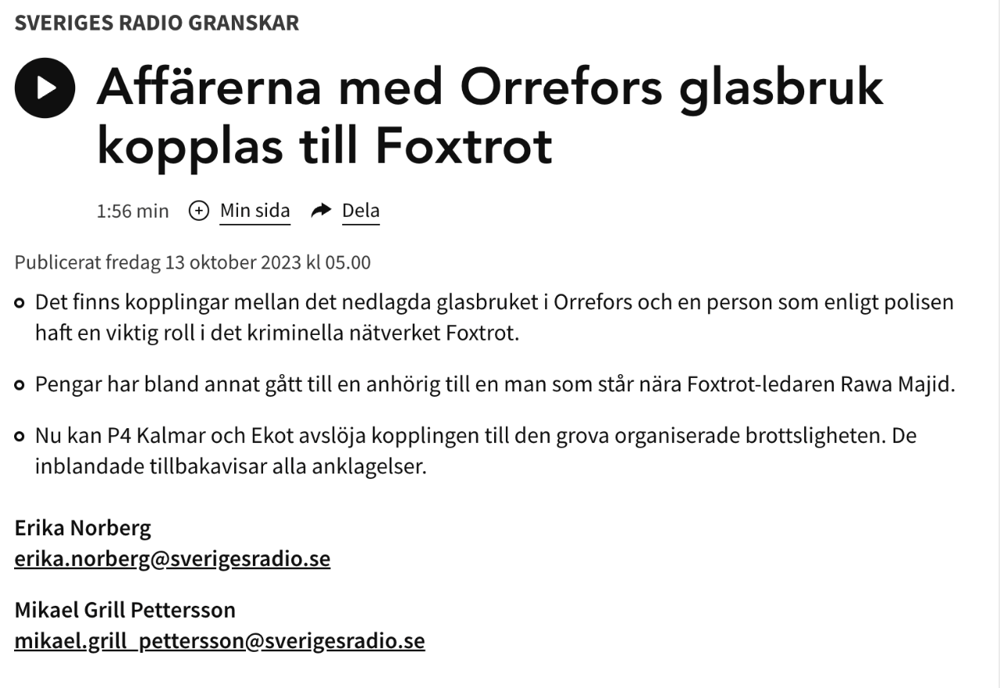 SVERIGES RADIO GRANSKAR
Affärerna med Orrefors glasbruk
kopplas till Foxtrot
1:56 min Min sida Dela
Publicerat fredag 13 oktober 2023 kl 05.00
Det finns kopplingar mellan det nedlagda glasbruket i Orrefors och en person som enligt polisen
haft en viktig roll i det kriminella nätverket Foxtrot.
Pengar har bland annat gått till en anhörig till en man som står nära Foxtrot-ledaren Rawa Majid.
Nu kan P4 Kalmar och Ekot avslöja kopplingen till den grova organiserade brottsligheten. De
inblandade tillbakavisar alla anklagelser.
Erika Norberg
erika.norberg@sverigesradio.se
Mikael Grill Pettersson
mikael.grill_pettersson@sverigesradio.se